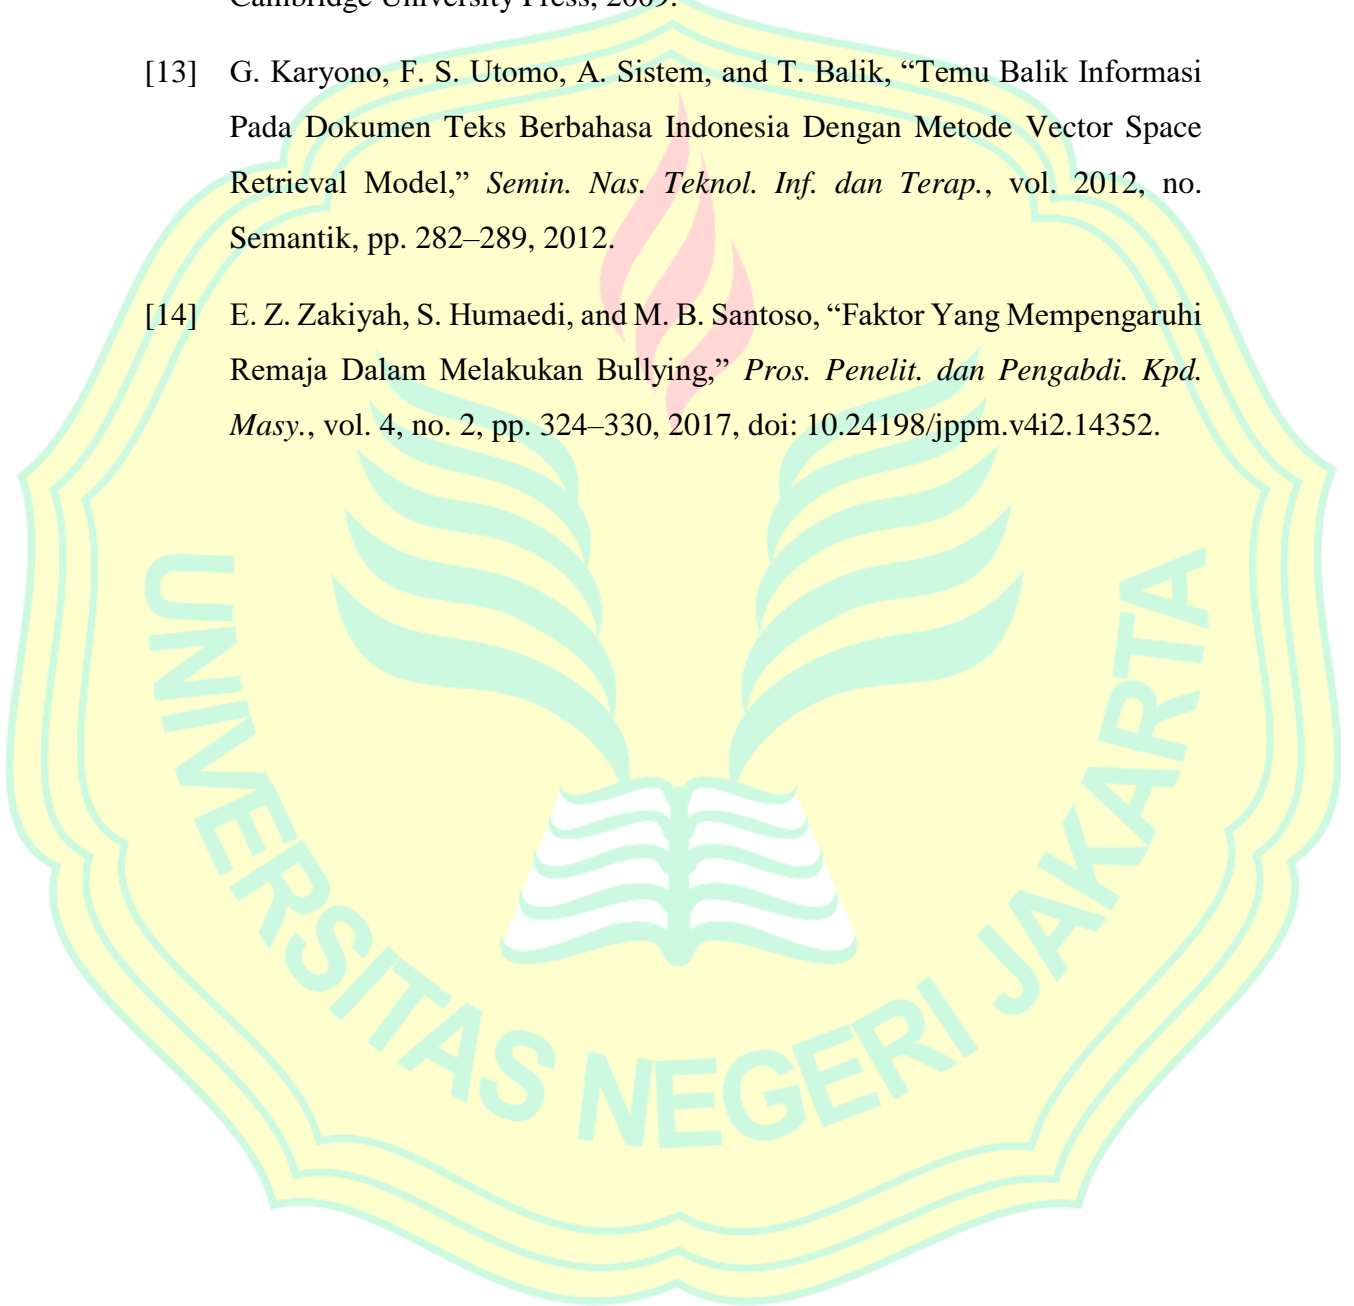 Cambridge University Press, 2009.
[13] G. Karyono, F. S. Utomo, A. Sistem, and T. Balik, “Temu Balik Informasi
Pada Dokumen Teks Berbahasa Indonesia Dengan Metode Vector Space
Retrieval Model,” Semin. Nas. Teknol. Inf. dan Terap., vol. 2012, no.
Semantik, pp. 282–289, 2012.
[14] E. Z. Zakiyah, S. Humaedi, and M. B. Santoso, “Faktor Yang Mempengaruhi
Remaja Dalam Melakukan Bullying,” Pros. Penelit. dan Pengabdi. Kpd.
Masy., vol. 4, no. 2, pp. 324–330, 2017, doi: 10.24198/jppm.v4i2.14352.
UNIVERSITAS NEGERI JAKARTA